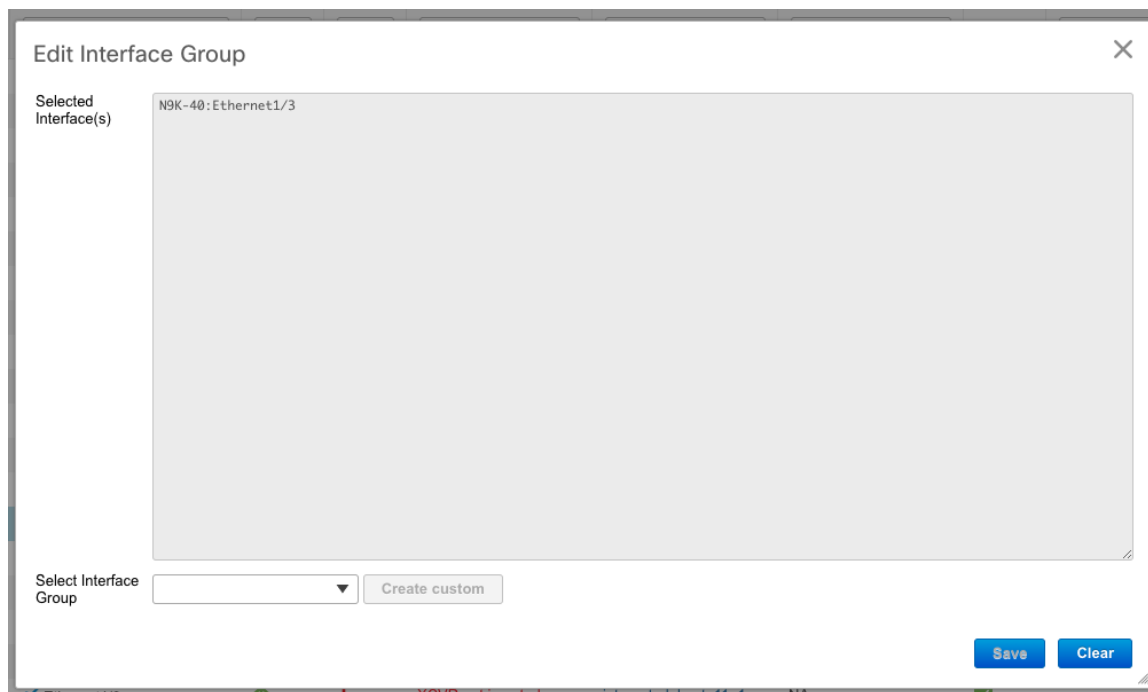 Edit Interface Group
Selected
Interface(s)
N9K-40:Ethernet1/3
Select Interface
Group
Create custom
Save
Clear